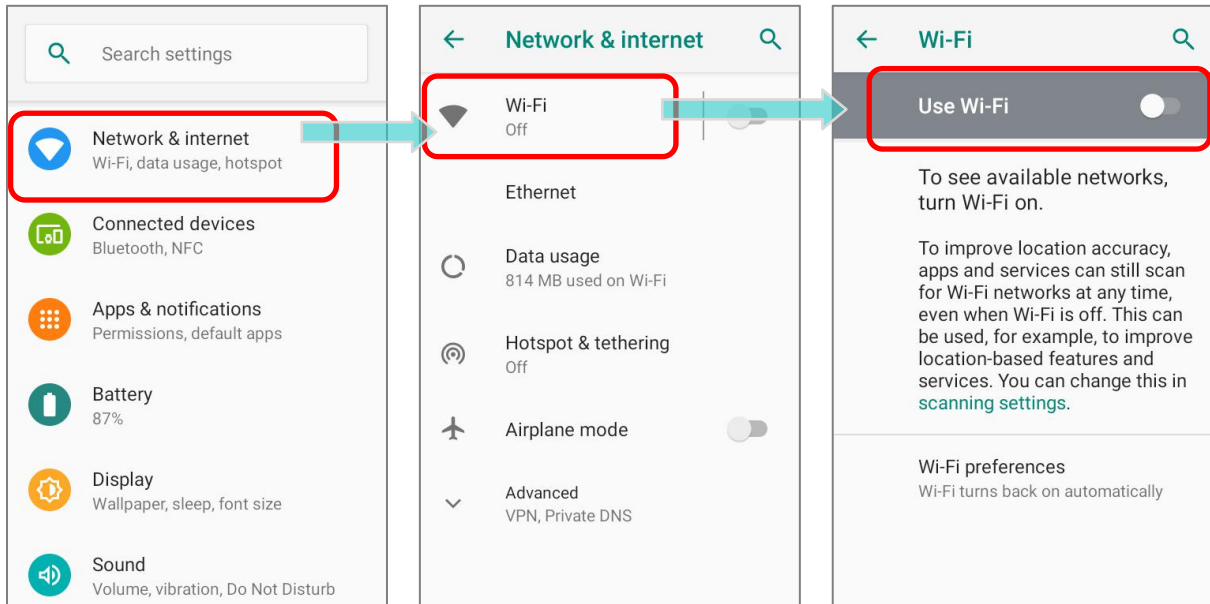 Search settings
Network & internet
Wi-Fi, data usage, hotspot
Connected devices
Bluetooth, NFC
Apps & notifications
Permissions, default apps
Battery
87%
Display
Wallpaper, sleep, font size
Sound
Volume, vibration, Do Not Disturb
Network & internet
Wi-Fi
Off
Ethernet
Data usage
814 MB used on Wi-Fi
Hotspot & tethering
Off
Airplane mode
Advanced
VPN, Private DNS
Wi-Fi
Use Wi-Fi
To see available networks,
turn Wi-Fi on.
To improve location accuracy,
apps and services can still scan
for Wi-Fi networks at any time,
even when Wi-Fi is off. This can
be used, for example, to improve
location-based features and
services. You can change this in
scanning settings.
Wi-Fi preferences
Wi-Fi turns back on automatically